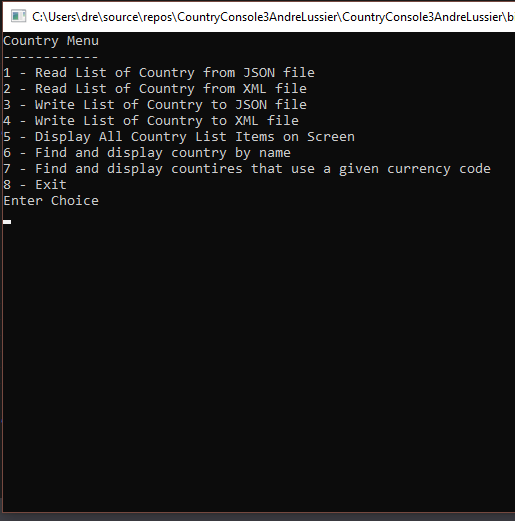 C:\Users\dre\source\repos\CountryConsole3AndreLussier\CountryConsole3AndreLussier\b
Country Menu
------------
1 - Read List of Country from JSON file
2 - Read List of Country from XML file
3 - Write List of Country to JSON file
4 - Write List of Country to XML file
5 - Display All Country List Items on Screen
6 - Find and display country by name
7 - Find and display countires that use a given currency code
8 - Exit
Enter Choice